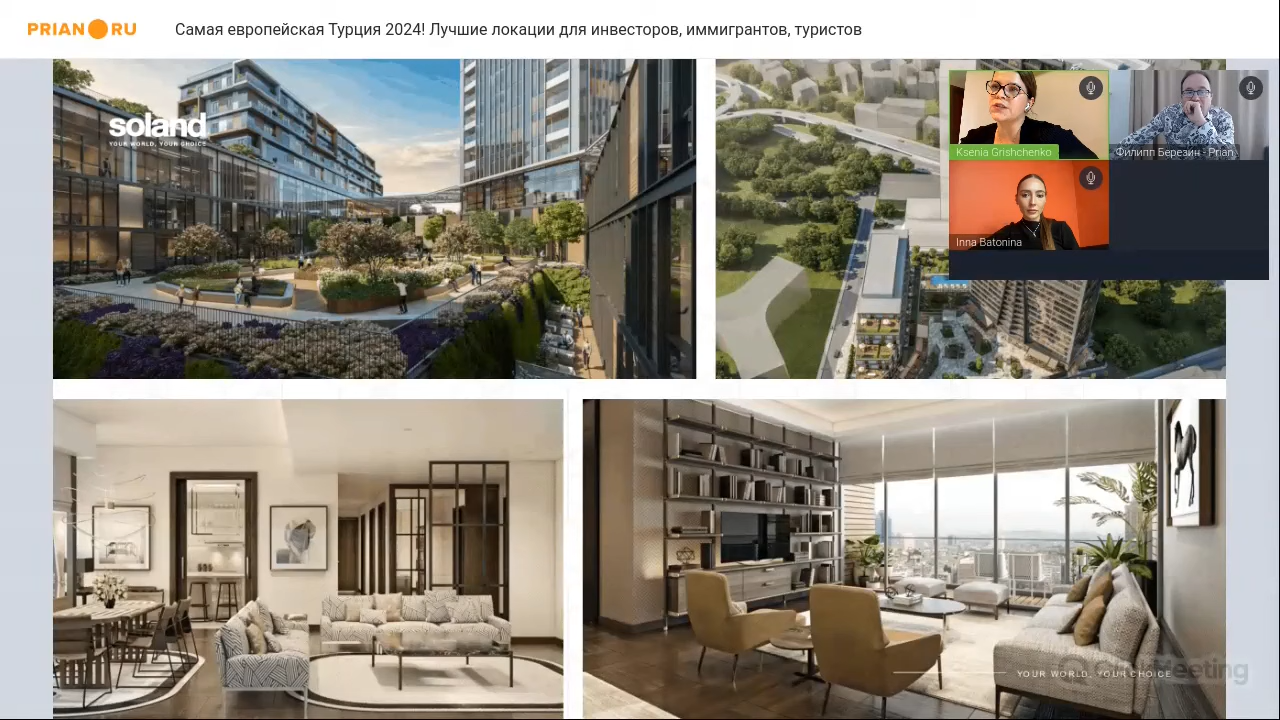 PRIAN RU
Самая европейская Турция 2024! Лучшие локации для инвесторов, иммигрантов, туристов
soland
YOUR WORLD, YOUR CHOICE
Ksenia Grishchenko
Филипп Березин - Prian.
Inna Batonina
YOUR WORLD, YOUR CHOICE
ClickMeeting